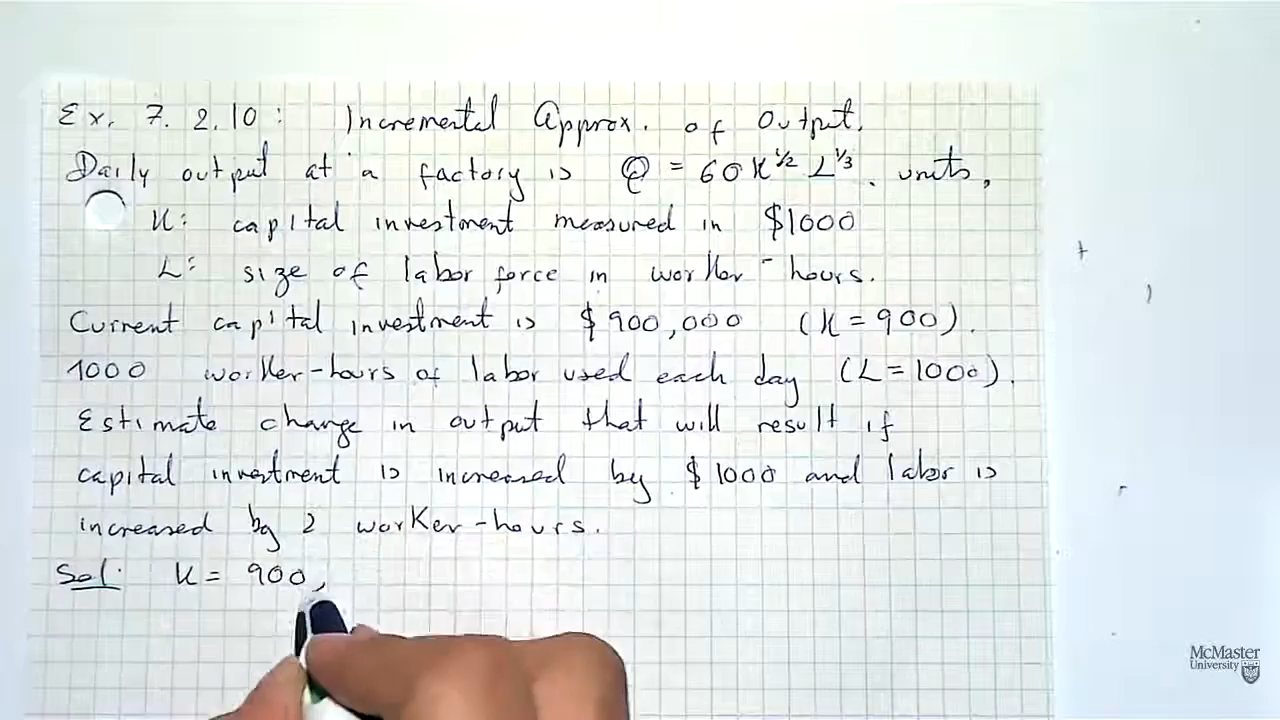 Ex. 7.2.10: Incremental Approx. of Output.
Daily output at a factory is Q = 60K^1/2 L^1/3. units,
K: capital investment measured in $1000
L: size of labor force in worker-hours.
Current capital investment is $900,000 (K=900).
1000 worker-hours of labor used each day (L=1000).
Estimate change in output that will result if
capital investment is increased by $1000 and labor is
increased by 2 worker-hours.
Sol: K= 900,
McMaster
University